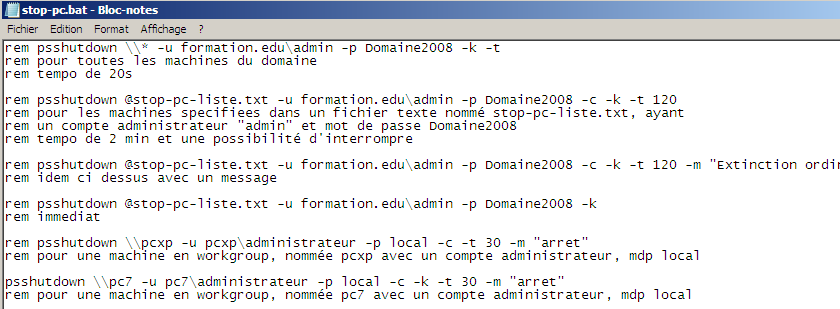 stop-pc.bat - Bloc-notes
Fichier Edition Format Affichage ?
rem psshutdown \\* -u formation.edu\admin -p Domaine2008 -k -t
rem pour toutes les machines du domaine
rem tempo de 20s
rem psshutdown @stop-pc-liste.txt -u formation.edu\admin -p Domaine2008 -c -k -t 120
rem pour les machines specifiees dans un fichier texte nommé stop-pc-liste.txt, ayant
rem un compte administrateur "admin" et mot de passe Domaine2008
rem tempo de 2 min et une possibilité d'interrompre
rem psshutdown @stop-pc-liste.txt -u formation.edu\admin -p Domaine2008 -c -k -t 120 -m "Extinction ordin
rem idem ci dessus avec un message
rem psshutdown @stop-pc-liste.txt -u formation.edu\admin -p Domaine2008 -k
rem immediat
rem psshutdown \\pcxp -u pcxp\administrateur -p local -c -t 30 -m "arret"
rem pour une machine en workgroup, nommée pcxp avec un compte administrateur, mdp local
psshutdown \\pc7 -u pc7\administrateur -p local -c -k -t 30 -m "arret"
rem pour une machine en workgroup, nommée pc7 avec un compte administrateur, mdp local